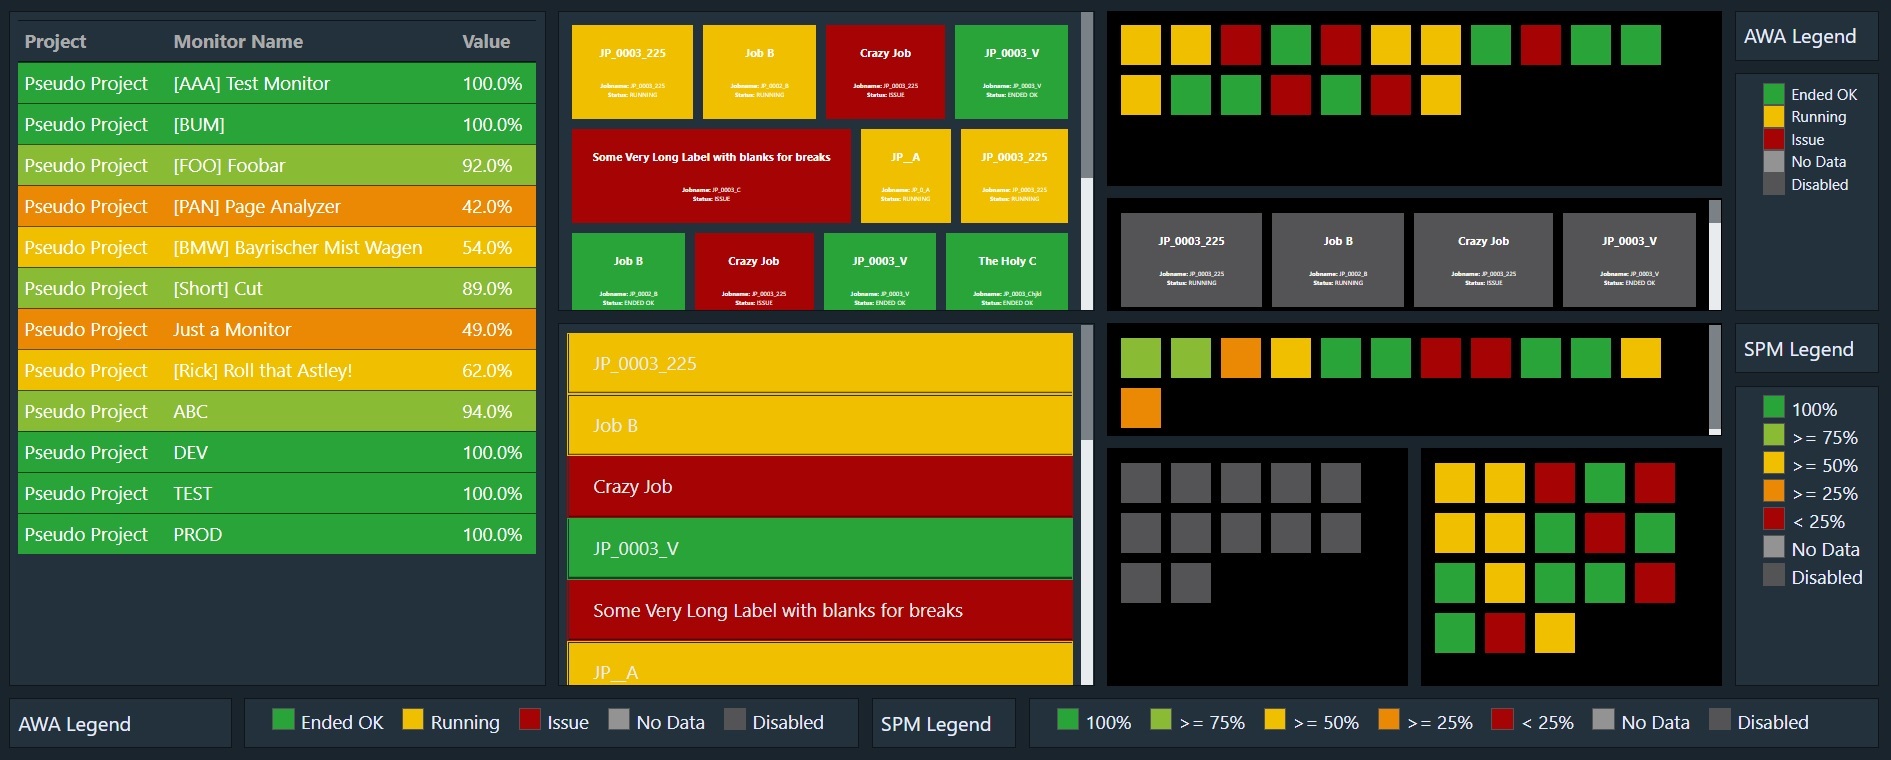 Project Monitor Name Value
Pseudo Project [AAA] Test Monitor 100.0%
Pseudo Project [BUM] 100.0%
Pseudo Project [FOO] Foobar 92.0%
Pseudo Project [PAN] Page Analyzer 42.0%
Pseudo Project [BMW] Bayrischer Mist Wagen 54.0%
Pseudo Project [Short] Cut 89.0%
Pseudo Project Just a Monitor 49.0%
Pseudo Project [Rick] Roll that Astley! 62.0%
Pseudo Project ABC 94.0%
Pseudo Project DEV 100.0%
Pseudo Project TEST 100.0%
Pseudo Project PROD 100.0%
JP_0003_225
Jobname: JP_0003_225
Status: RUNNING
Job B
Jobname: JP_0002_B
Status: RUNNING
Crazy Job
Jobname: JP_0003_225
Status: ISSUE
JP_0003_V
Jobname: JP_0003_V
Status: ENDED OK
Some Very Long Label with blanks for breaks
Jobname: JP_0003_C
Status: ISSUE
JP__A
Jobname: JP_0_A
Status: RUNNING
JP_0003_225
Jobname: JP_0003_225
Status: RUNNING
Job B
Jobname: JP_0002_B
Status: ENDED OK
Crazy Job
Jobname: JP_0003_225
Status: ISSUE
JP_0003_V
Jobname: JP_0003_V
Status: ENDED OK
The Holy C
Jobname: JP_0003_Chjkl
Status: ENDED OK
JP_0003_225
Job B
Crazy Job
JP_0003_V
Some Very Long Label with blanks for breaks
JP__A
JP_0003_225
Jobname: JP_0003_225
Status: RUNNING
Job B
Jobname: JP_0002_B
Status: RUNNING
Crazy Job
Jobname: JP_0003_225
Status: ISSUE
JP_0003_V
Jobname: JP_0003_V
Status: ENDED OK
AWA Legend
Ended OK
Running
Issue
No Data
Disabled
SPM Legend
100%
>= 75%
>= 50%
>= 25%
< 25%
No Data
Disabled
AWA Legend
Ended OK Running Issue No Data Disabled
SPM Legend
100% >= 75% >= 50% >= 25% < 25% No Data Disabled